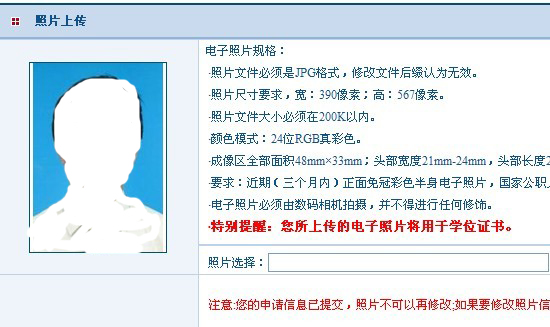 照片上传
电子照片规格：
·照片文件必须是JPG格式，修改文件后缀认为无效。
·照片尺寸要求，宽：390像素；高：567像素。
·照片文件大小必须在200K以内。
·颜色模式：24位RGB真彩色。
·成像区全部面积48mm×33mm；头部宽度21mm-24mm，头部长度2
·要求：近期（三个月内）正面免冠彩色半身电子照片，国家公职
·电子照片必须由数码相机拍摄，并不得进行任何修饰。
·特别提醒：您所上传的电子照片将用于学位证书。
照片选择：
注意:您的申请信息已提交，照片不可以再修改;如果要修改照片信